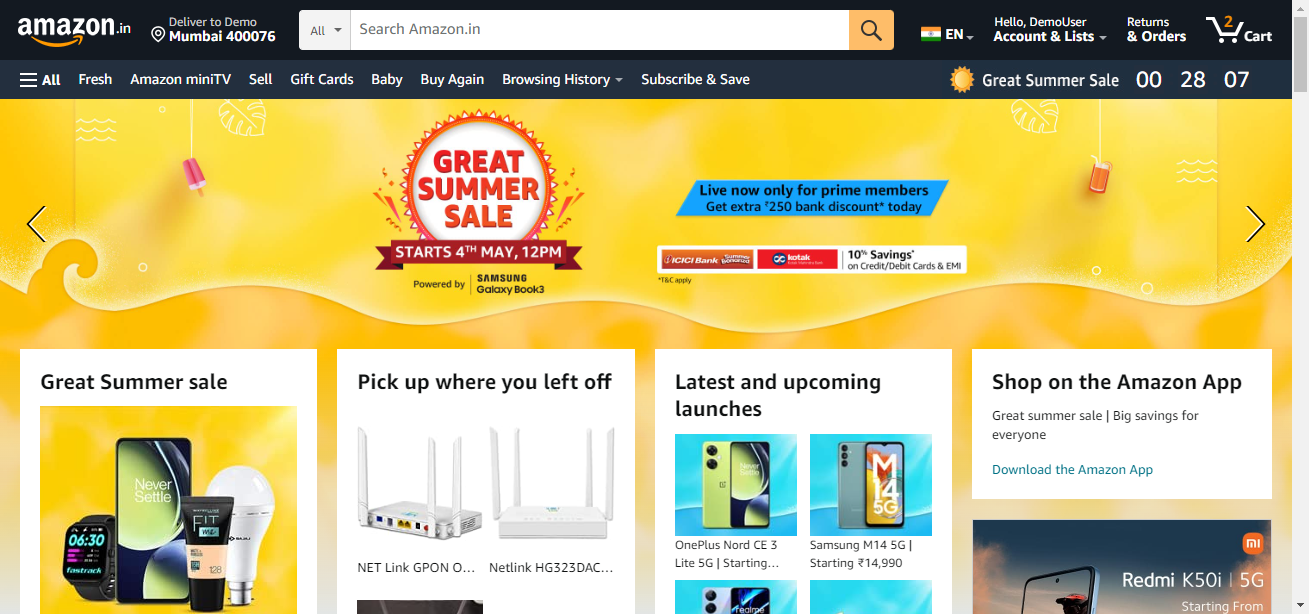 amazon.in
Deliver to Demo
Mumbai 400076
All
Search Amazon.in
EN
Hello, DemoUser
Account & Lists
Returns
& Orders
2
Cart
All
Fresh
Amazon miniTV
Sell
Gift Cards
Baby
Buy Again
Browsing History
Subscribe & Save
Great Summer Sale
00 28 07
GREAT
SUMMER
SALE
STARTS 4TH MAY, 12PM
Powered by
SAMSUNG
Galaxy Book3
Live now only for prime members
Get extra ₹250 bank discount* today
ICICI Bank
Summer
Bonanza
kotak
Kotak Mahindra Bank
10% Savings*
on Credit/Debit Cards & EMI
*T&C apply
Great Summer sale
Never
Settle
06:30
fastrack
MAYBELLINE
FIT
me
128
BAJAJ
Pick up where you left off
NET Link GPON O...
Netlink HG323DAC...
Latest and upcoming
launches
Never
Settle
M
14
5G
OnePlus Nord CE 3
Lite 5G | Starting...
Samsung M14 5G |
Starting ₹14,990
realme
Shop on the Amazon App
Great summer sale | Big savings for
everyone
Download the Amazon App
mi
Redmi K50i | 5G
Starting From